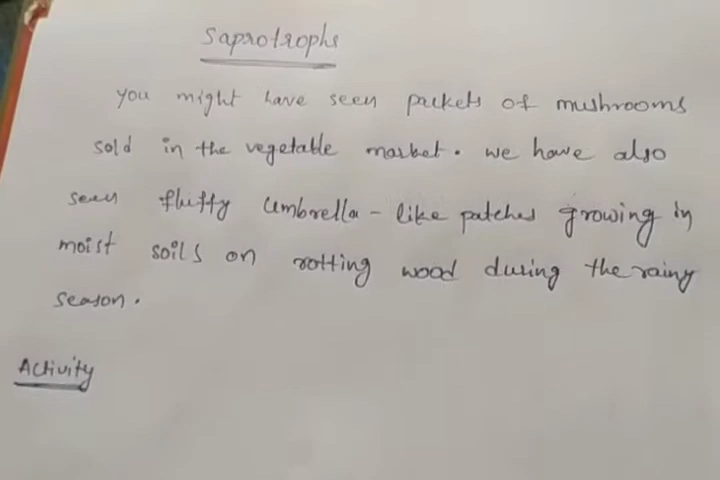 Saprotrophs
You might have seen packets of mushrooms
sold in the vegetable market. we have also
seen fluffy umbrella - like patches growing in
moist soils on rotting wood during the rainy
season.
Activity